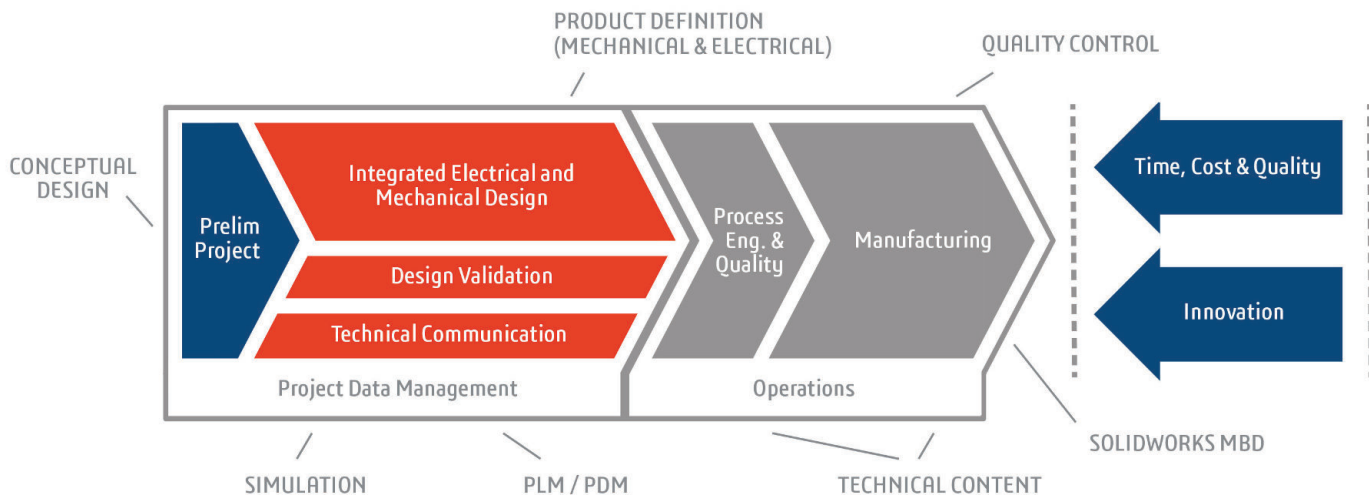 PRODUCT DEFINITION
(MECHANICAL & ELECTRICAL)
QUALITY CONTROL
CONCEPTUAL
DESIGN
Prelim
Project
Integrated Electrical and
Mechanical Design
Design Validation
Technical Communication
Process
Eng. &
Quality
Manufacturing
Time, Cost & Quality
Innovation
Project Data Management
Operations
SIMULATION
PLM / PDM
TECHNICAL CONTENT
SOLIDWORKS MBD